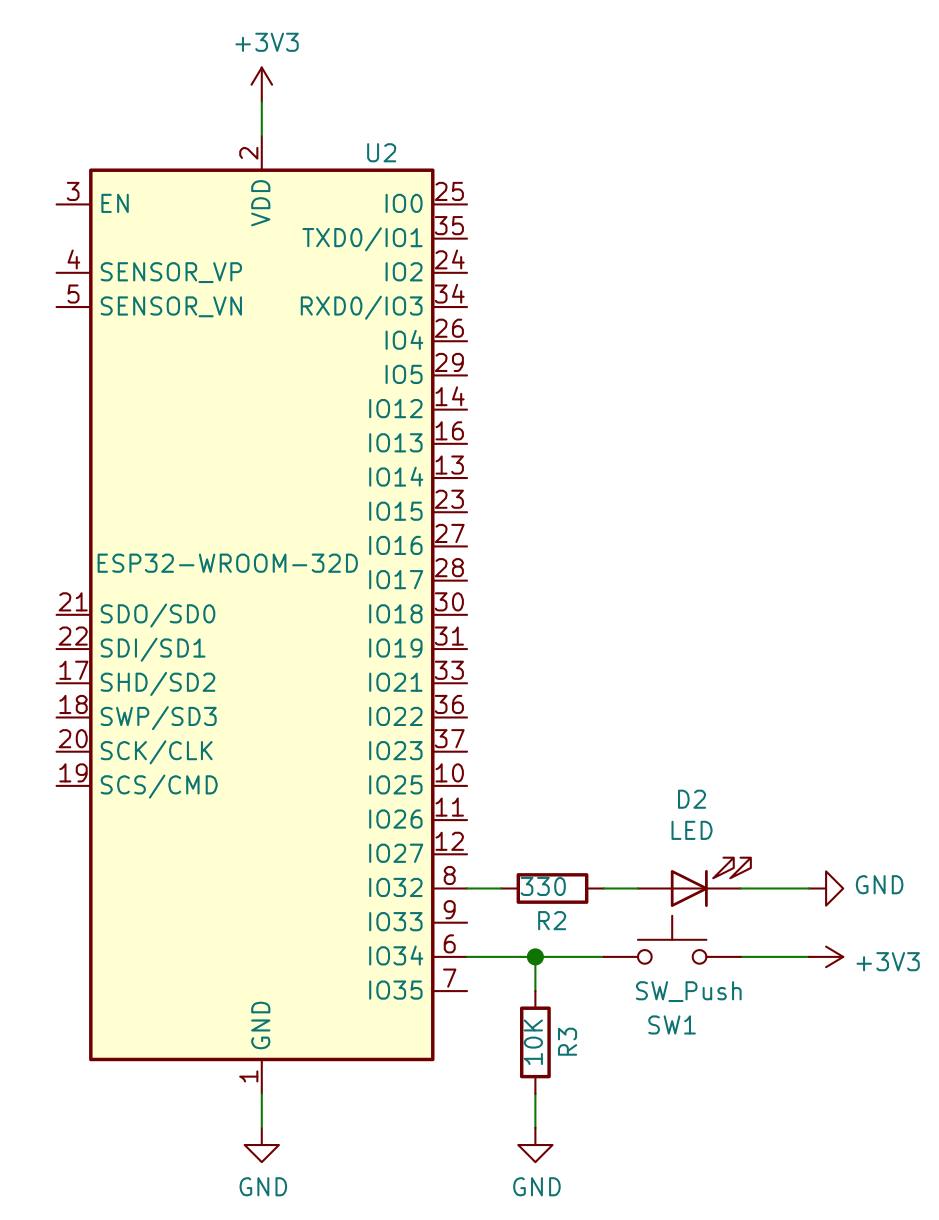 +3V3
2
U2
3
EN
VDD
IO0
25
TXD0/IO1
35
4
SENSOR_VP
IO2
24
5
SENSOR_VN
RXD0/IO3
34
IO4
26
IO5
29
IO12
14
IO13
16
IO14
13
IO15
23
IO16
27
ESP32-WROOM-32D
IO17
28
21
SDO/SD0
IO18
30
22
SDI/SD1
IO19
31
17
SHD/SD2
IO21
33
18
SWP/SD3
IO22
36
20
SCK/CLK
IO23
37
19
SCS/CMD
IO25
10
D2
LED
IO26
11
IO27
12
IO32
8
330
R2
GND
IO33
9
IO34
6
+3V3
IO35
7
SW_Push
SW1
GND
1
10K
R3
GND
GND